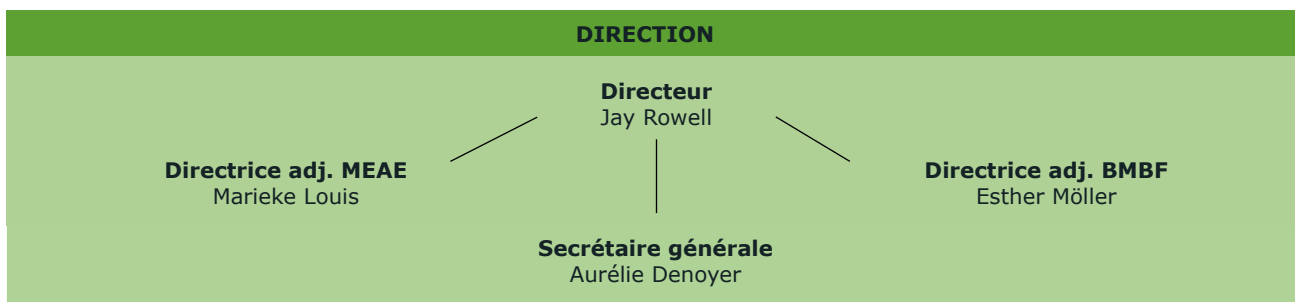 DIRECTION
Directeur
Jay Rowell
Directrice adj. MEAE
Marieke Louis
Directrice adj. BMBF
Esther Möller
Secrétaire générale
Aurélie Denoyer